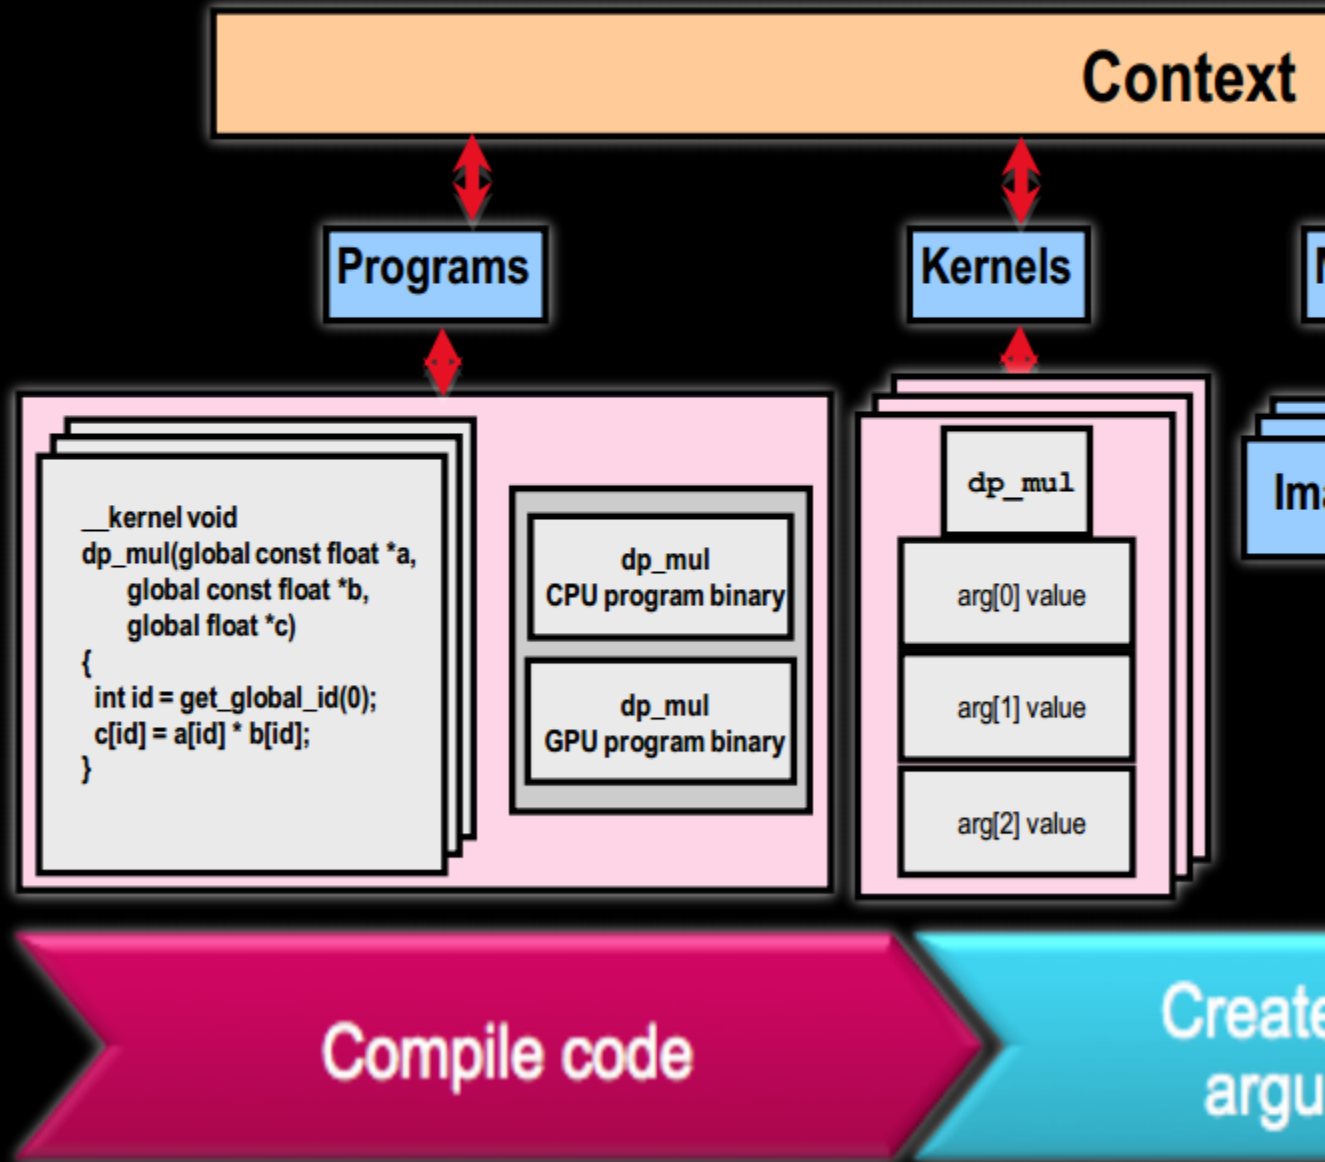 Context
Programs
Kernels
__kernel void
dp_mul(global const float *a,
global const float *b,
global float *c)
{
int id = get_global_id(0);
c[id] = a[id] * b[id];
}
dp_mul
CPU program binary
dp_mul
GPU program binary
dp_mul
arg[0] value
arg[1] value
arg[2] value
Compile code